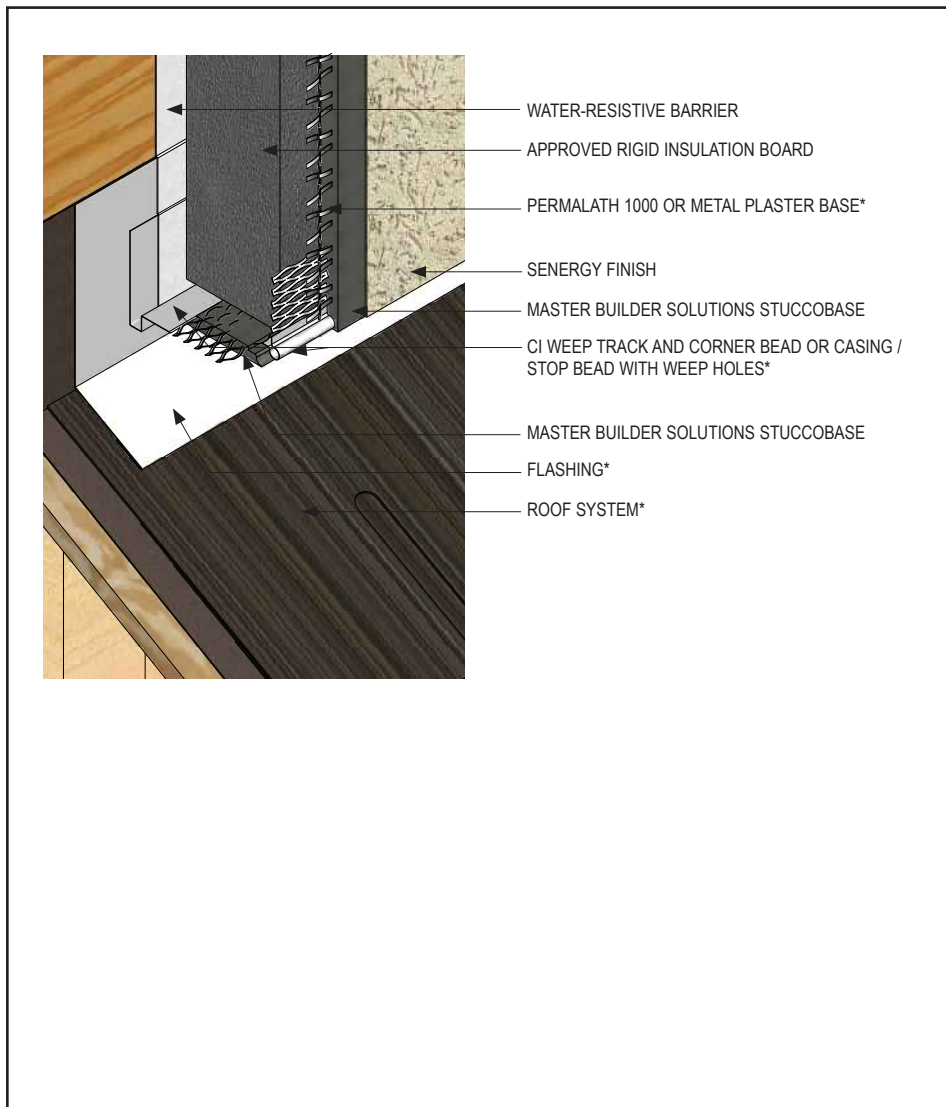 WATER-RESISTIVE BARRIER
APPROVED RIGID INSULATION BOARD
PERMALATH 1000 OR METAL PLASTER BASE*
SENERGY FINISH
MASTER BUILDER SOLUTIONS STUCCOBASE
CI WEEP TRACK AND CORNER BEAD OR CASING /
STOP BEAD WITH WEEP HOLES*
MASTER BUILDER SOLUTIONS STUCCOBASE
FLASHING*
ROOF SYSTEM*